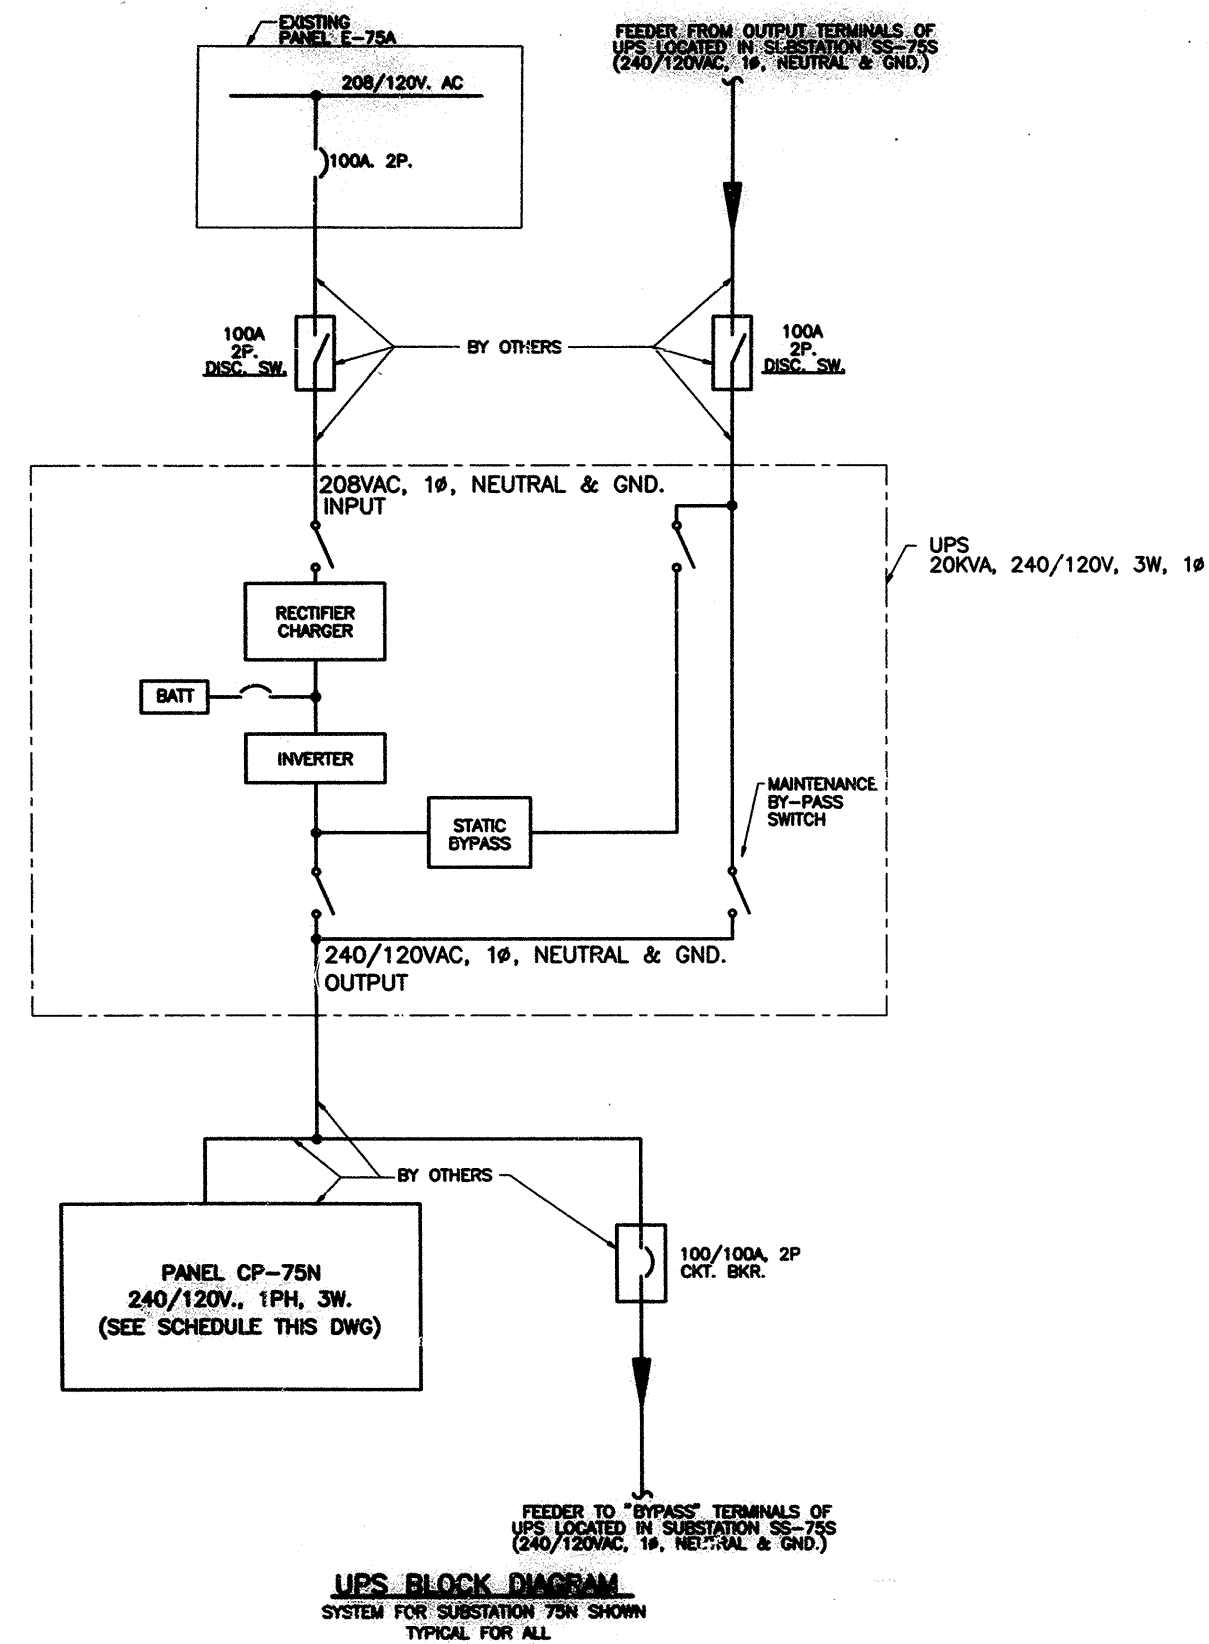 EXISTING
PANEL E-75A
208/120V. AC
100A. 2P.
FEEDER FROM OUTPUT TERMINALS OF
UPS LOCATED IN SUBSTATION SS-75S
(240/120VAC, 1ø, NEUTRAL & GND.)
100A
2P.
DISC. SW.
BY OTHERS
100A
2P.
DISC. SW.
208VAC, 1ø, NEUTRAL & GND.
INPUT
UPS
20KVA, 240/120V, 3W, 1ø
RECTIFIER
CHARGER
BATT
INVERTER
STATIC
BYPASS
MAINTENANCE
BY-PASS
SWITCH
240/120VAC, 1ø, NEUTRAL & GND.
OUTPUT
BY OTHERS
PANEL CP-75N
240/120V., 1PH, 3W.
(SEE SCHEDULE THIS DWG)
100/100A, 2P
CKT. BKR.
FEEDER TO "BYPASS" TERMINALS OF
UPS LOCATED IN SUBSTATION SS-75S
(240/120VAC, 1ø, NEUTRAL & GND.)
UPS BLOCK DIAGRAM
SYSTEM FOR SUBSTATION 75N SHOWN
TYPICAL FOR ALL